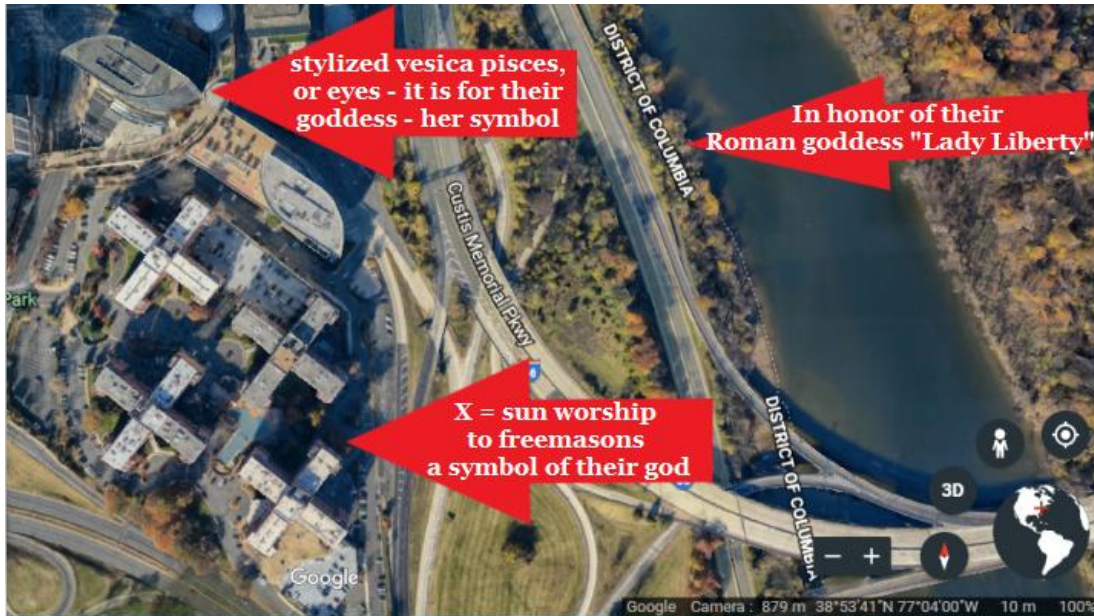 stylized vesica pisces,
or eyes - it is for their
goddess - her symbol
DISTRICT OF COLUMBIA
In honor of their
Roman goddess "Lady Liberty"
Custis Memorial Pkwy
Park
X = sun worship
to freemasons
a symbol of their god
DISTRICT OF COLUMBIA
3D
Google
Google Camera : 879 m 38°53'41"N 77°04'00"W 10 m 100%